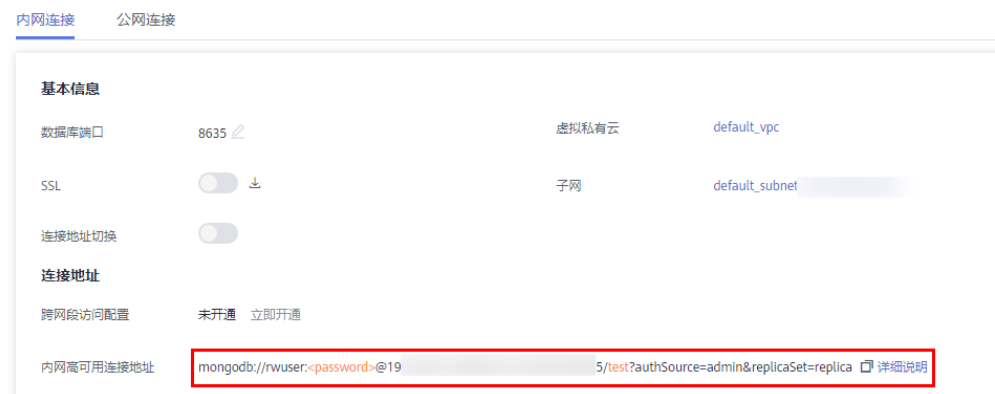 内网连接 公网连接
基本信息
数据库端口 8635 虚拟私有云 default_vpc
SSL 子网 default_subnet
连接地址切换
连接地址
跨网段访问配置 未开通 立即开通
内网高可用连接地址 mongodb://rwuser:<password>@19 5/test?authSource=admin&replicaSet=replica 详细说明